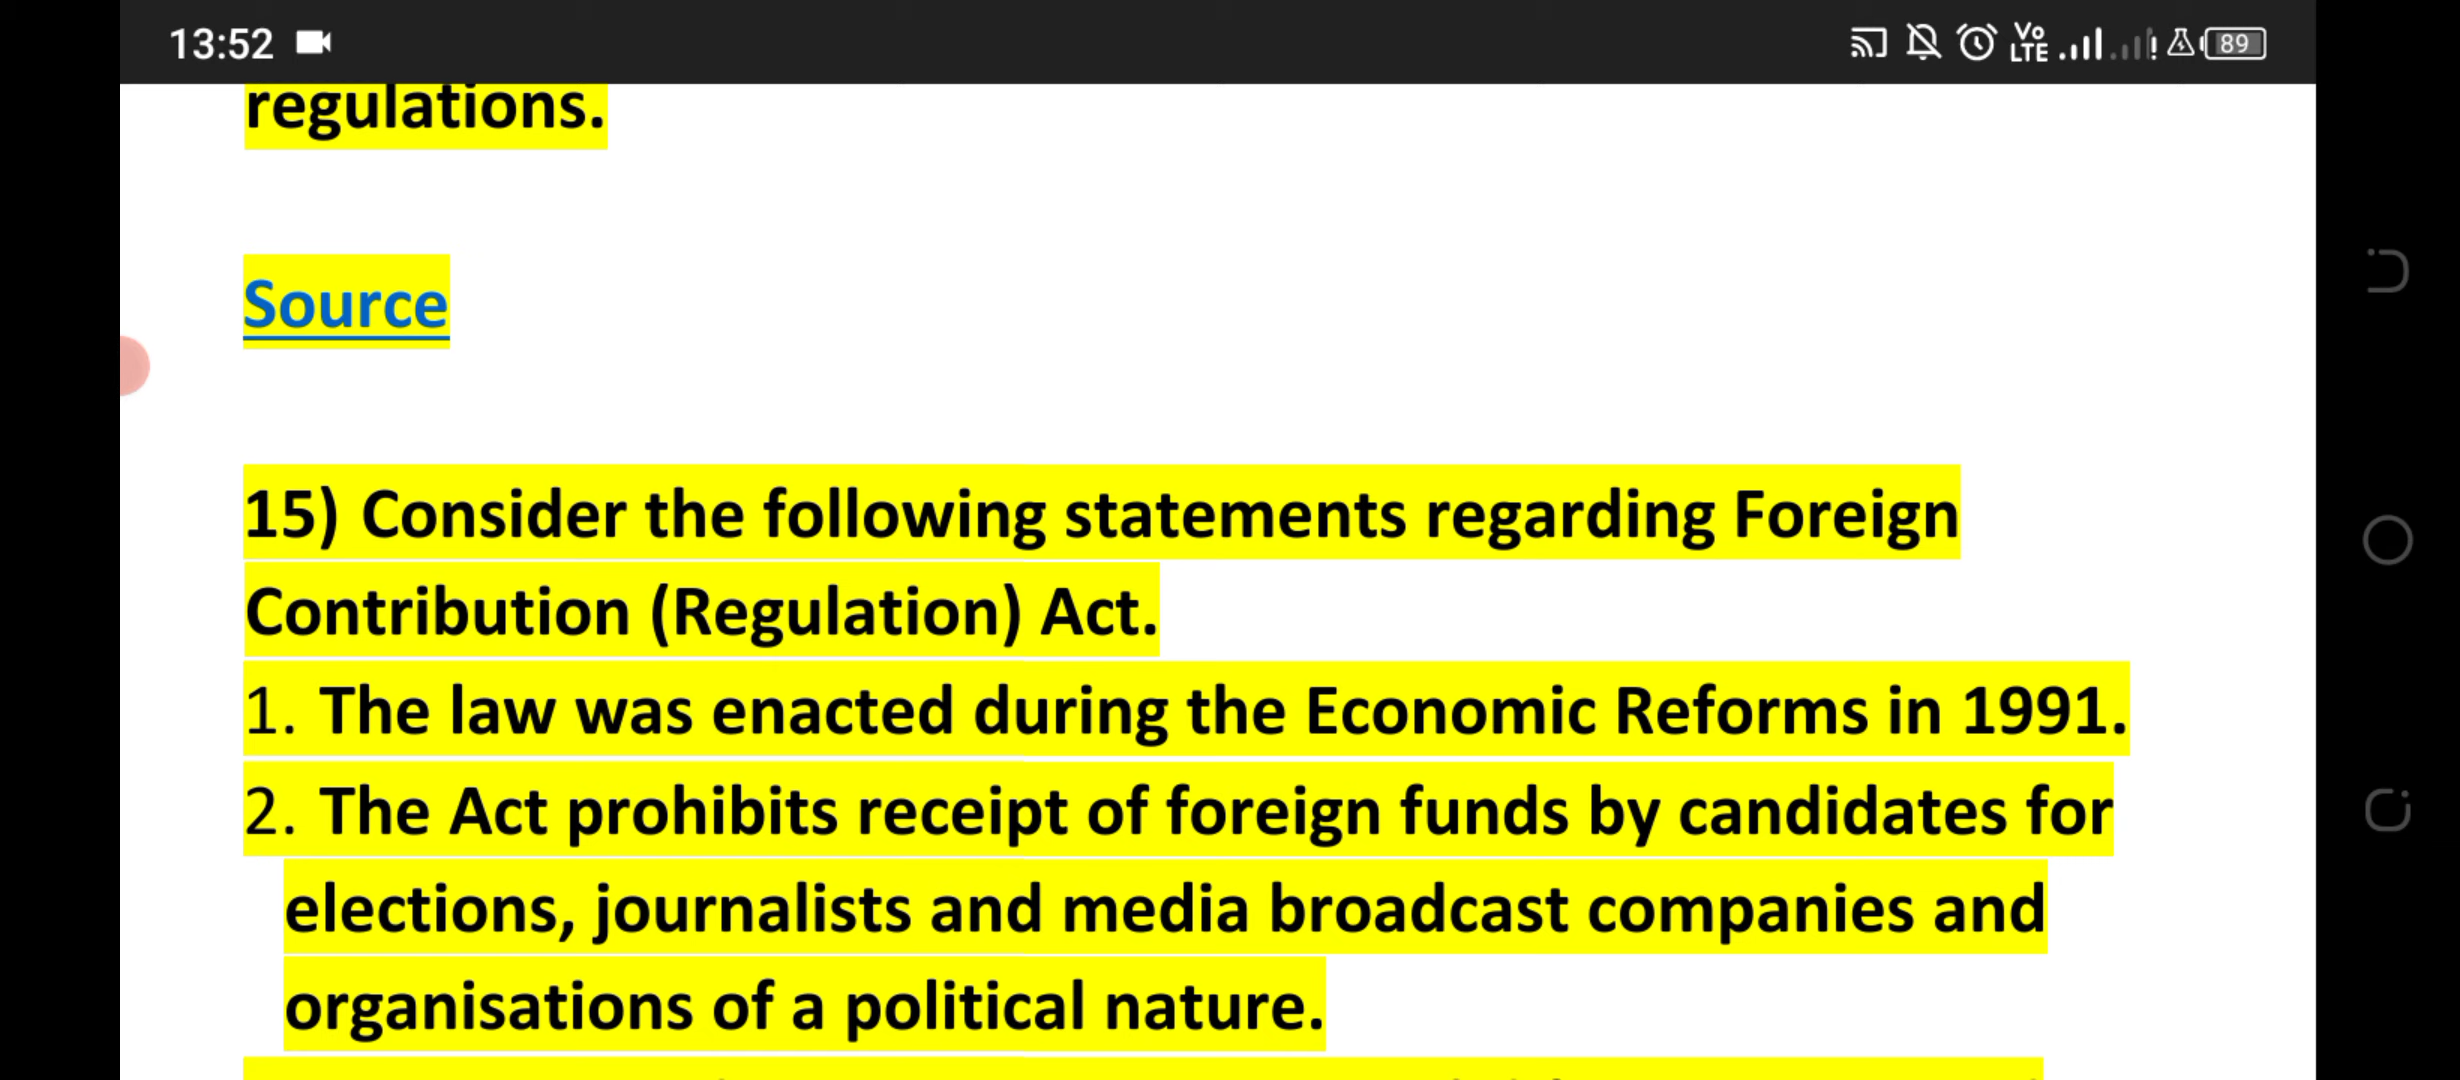 13:52 Vo LTE 89
regulations.
Source
15) Consider the following statements regarding Foreign
Contribution (Regulation) Act.
1. The law was enacted during the Economic Reforms in 1991.
2. The Act prohibits receipt of foreign funds by candidates for
elections, journalists and media broadcast companies and
organisations of a political nature.